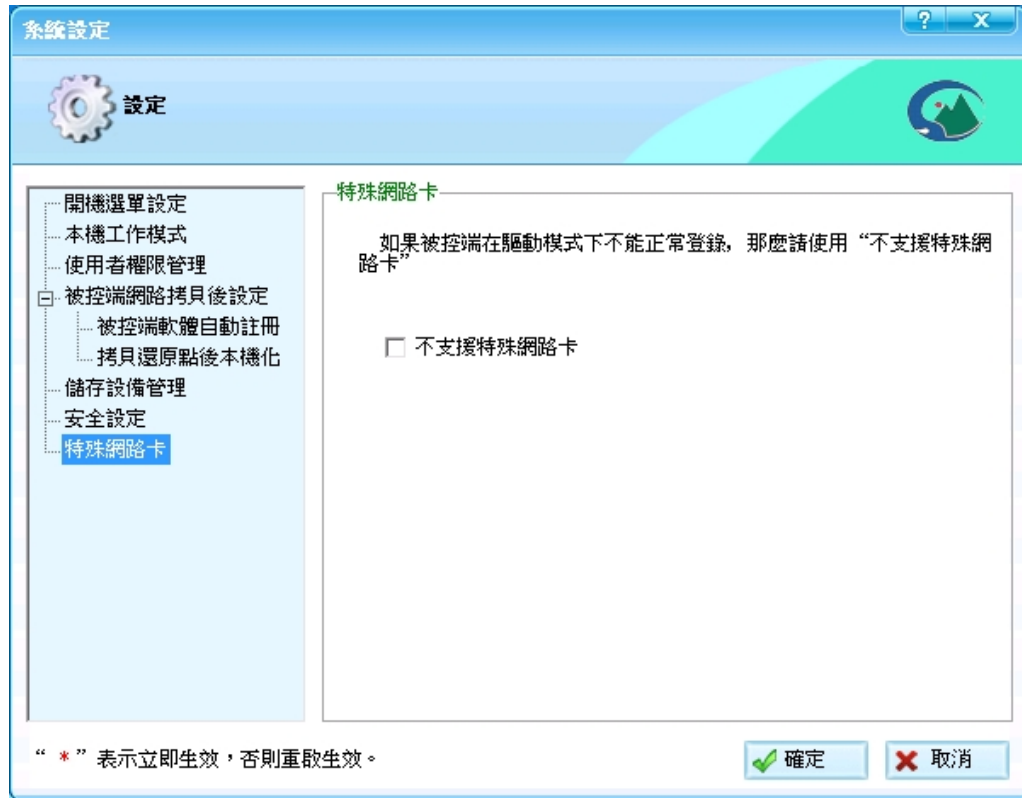 系統設定
設定
開機選單設定
本機工作模式
使用者權限管理
被控端網路拷貝後設定
被控端軟體自動註冊
拷貝還原點後本機化
儲存設備管理
安全設定
特殊網路卡
特殊網路卡
如果被控端在驅動模式下不能正常登錄，那麼請使用“不支援特殊網
路卡”
不支援特殊網路卡
“ * ” 表示立即生效，否則重啟生效。
確定
取消